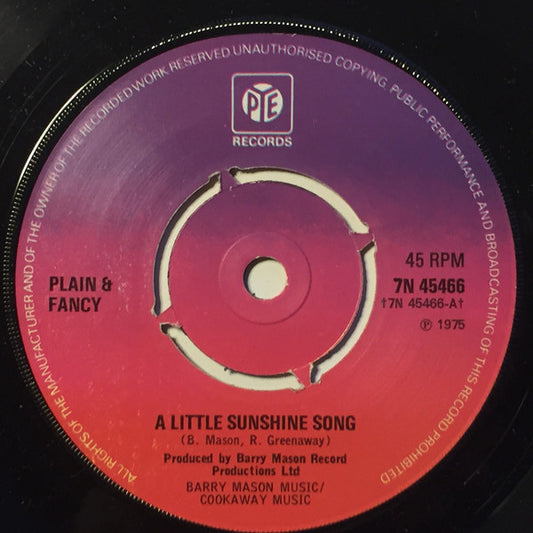 ALL RIGHTS OF THE MANUFACTURER AND OF THE OWNER OF THE RECORDED WORK RESERVED UNAUTHORISED COPYING, PUBLIC PERFORMANCE AND BROADCASTING OF THIS RECORD PROHIBITED
PYE
RECORDS
PLAIN &
FANCY
45 RPM
7N 45466
†7N 45466-A†
℗ 1975
A LITTLE SUNSHINE SONG
(B. Mason, R. Greenaway)
Produced by Barry Mason Record
Productions Ltd
BARRY MASON MUSIC/
COOKAWAY MUSIC